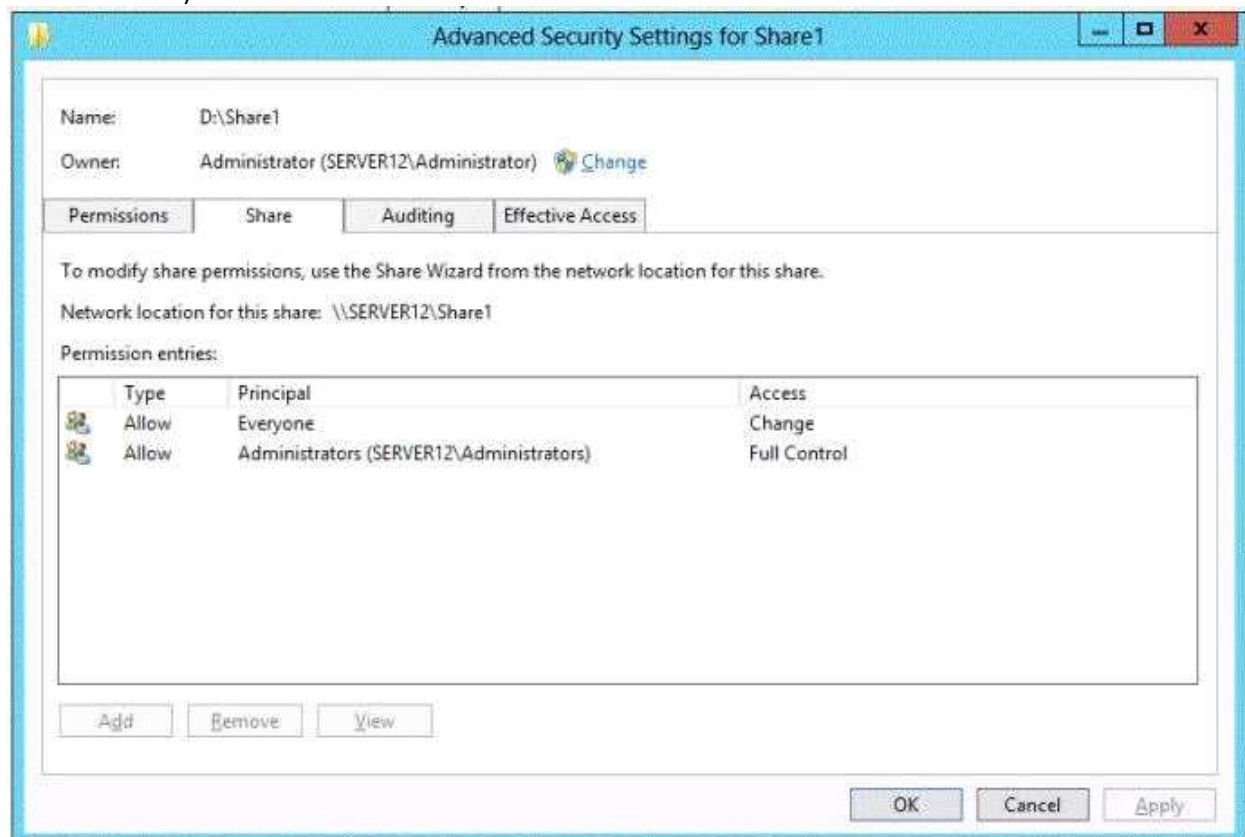 Advanced Security Settings for Share1
Name: D:\Share1
Owner: Administrator (SERVER12\Administrator) Change
Permissions Share Auditing Effective Access
To modify share permissions, use the Share Wizard from the network location for this share.
Network location for this share: \\SERVER12\Share1
Permission entries:
Type Principal Access
Allow Everyone Change
Allow Administrators (SERVER12\Administrators) Full Control
Add Remove View
OK Cancel Apply